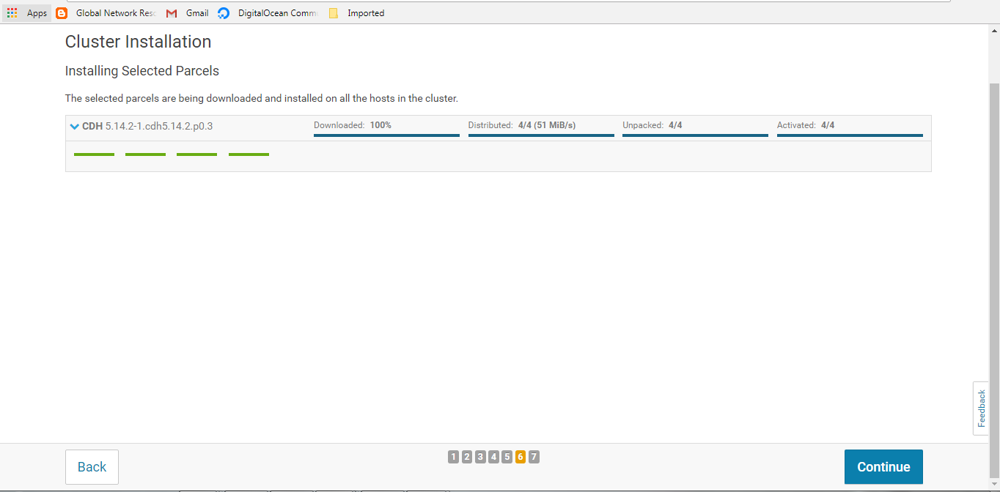 Apps Global Network Reso Gmail DigitalOcean Comm Imported
Cluster Installation
Installing Selected Parcels
The selected parcels are being downloaded and installed on all the hosts in the cluster.
CDH 5.14.2-1.cdh5.14.2.p0.3 Downloaded: 100% Distributed: 4/4 (51 MiB/s) Unpacked: 4/4 Activated: 4/4
Feedback
Back 1 2 3 4 5 6 7 Continue